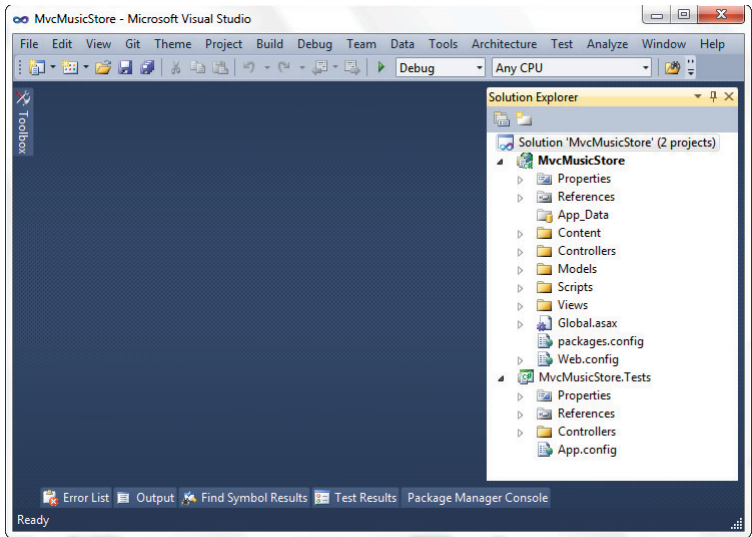 MvcMusicStore - Microsoft Visual Studio
File Edit View Git Theme Project Build Debug Team Data Tools Architecture Test Analyze Window Help
Debug Any CPU
Toolbox
Solution Explorer
Solution 'MvcMusicStore' (2 projects)
MvcMusicStore
Properties
References
App_Data
Content
Controllers
Models
Scripts
Views
Global.asax
packages.config
Web.config
MvcMusicStore.Tests
Properties
References
Controllers
App.config
Error List Output Find Symbol Results Test Results Package Manager Console
Ready